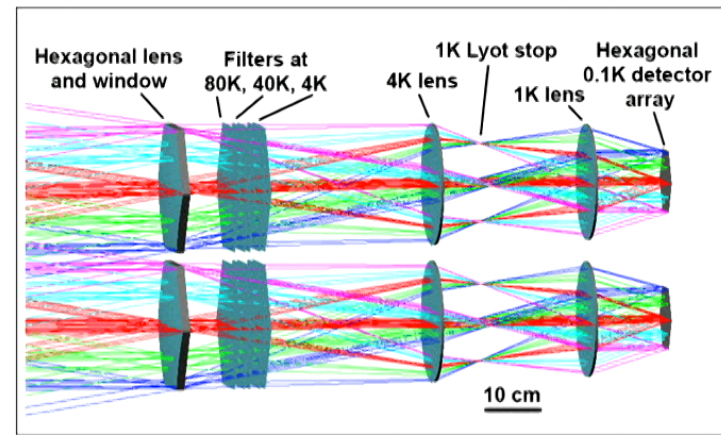 Hexagonal lens
and window
Filters at
80K, 40K, 4K
4K lens
1K Lyot stop
1K lens
Hexagonal
0.1K detector
array
10 cm